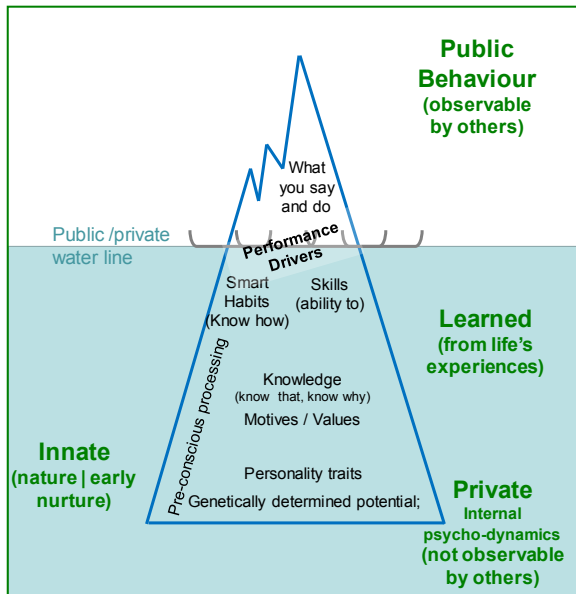 Public
Behaviour
(observable
by others)
What
you say
and do
Public /private
water line
Performance
Drivers
Smart
Habits
(Know how)
Skills
(ability to)
Learned
(from life's
experiences)
Pre-conscious processing
Knowledge
(know that, know why)
Motives / Values
Innate
(nature | early
nurture)
Personality traits
Genetically determined potential;
Private
Internal
psycho-dynamics
(not observable
by others)